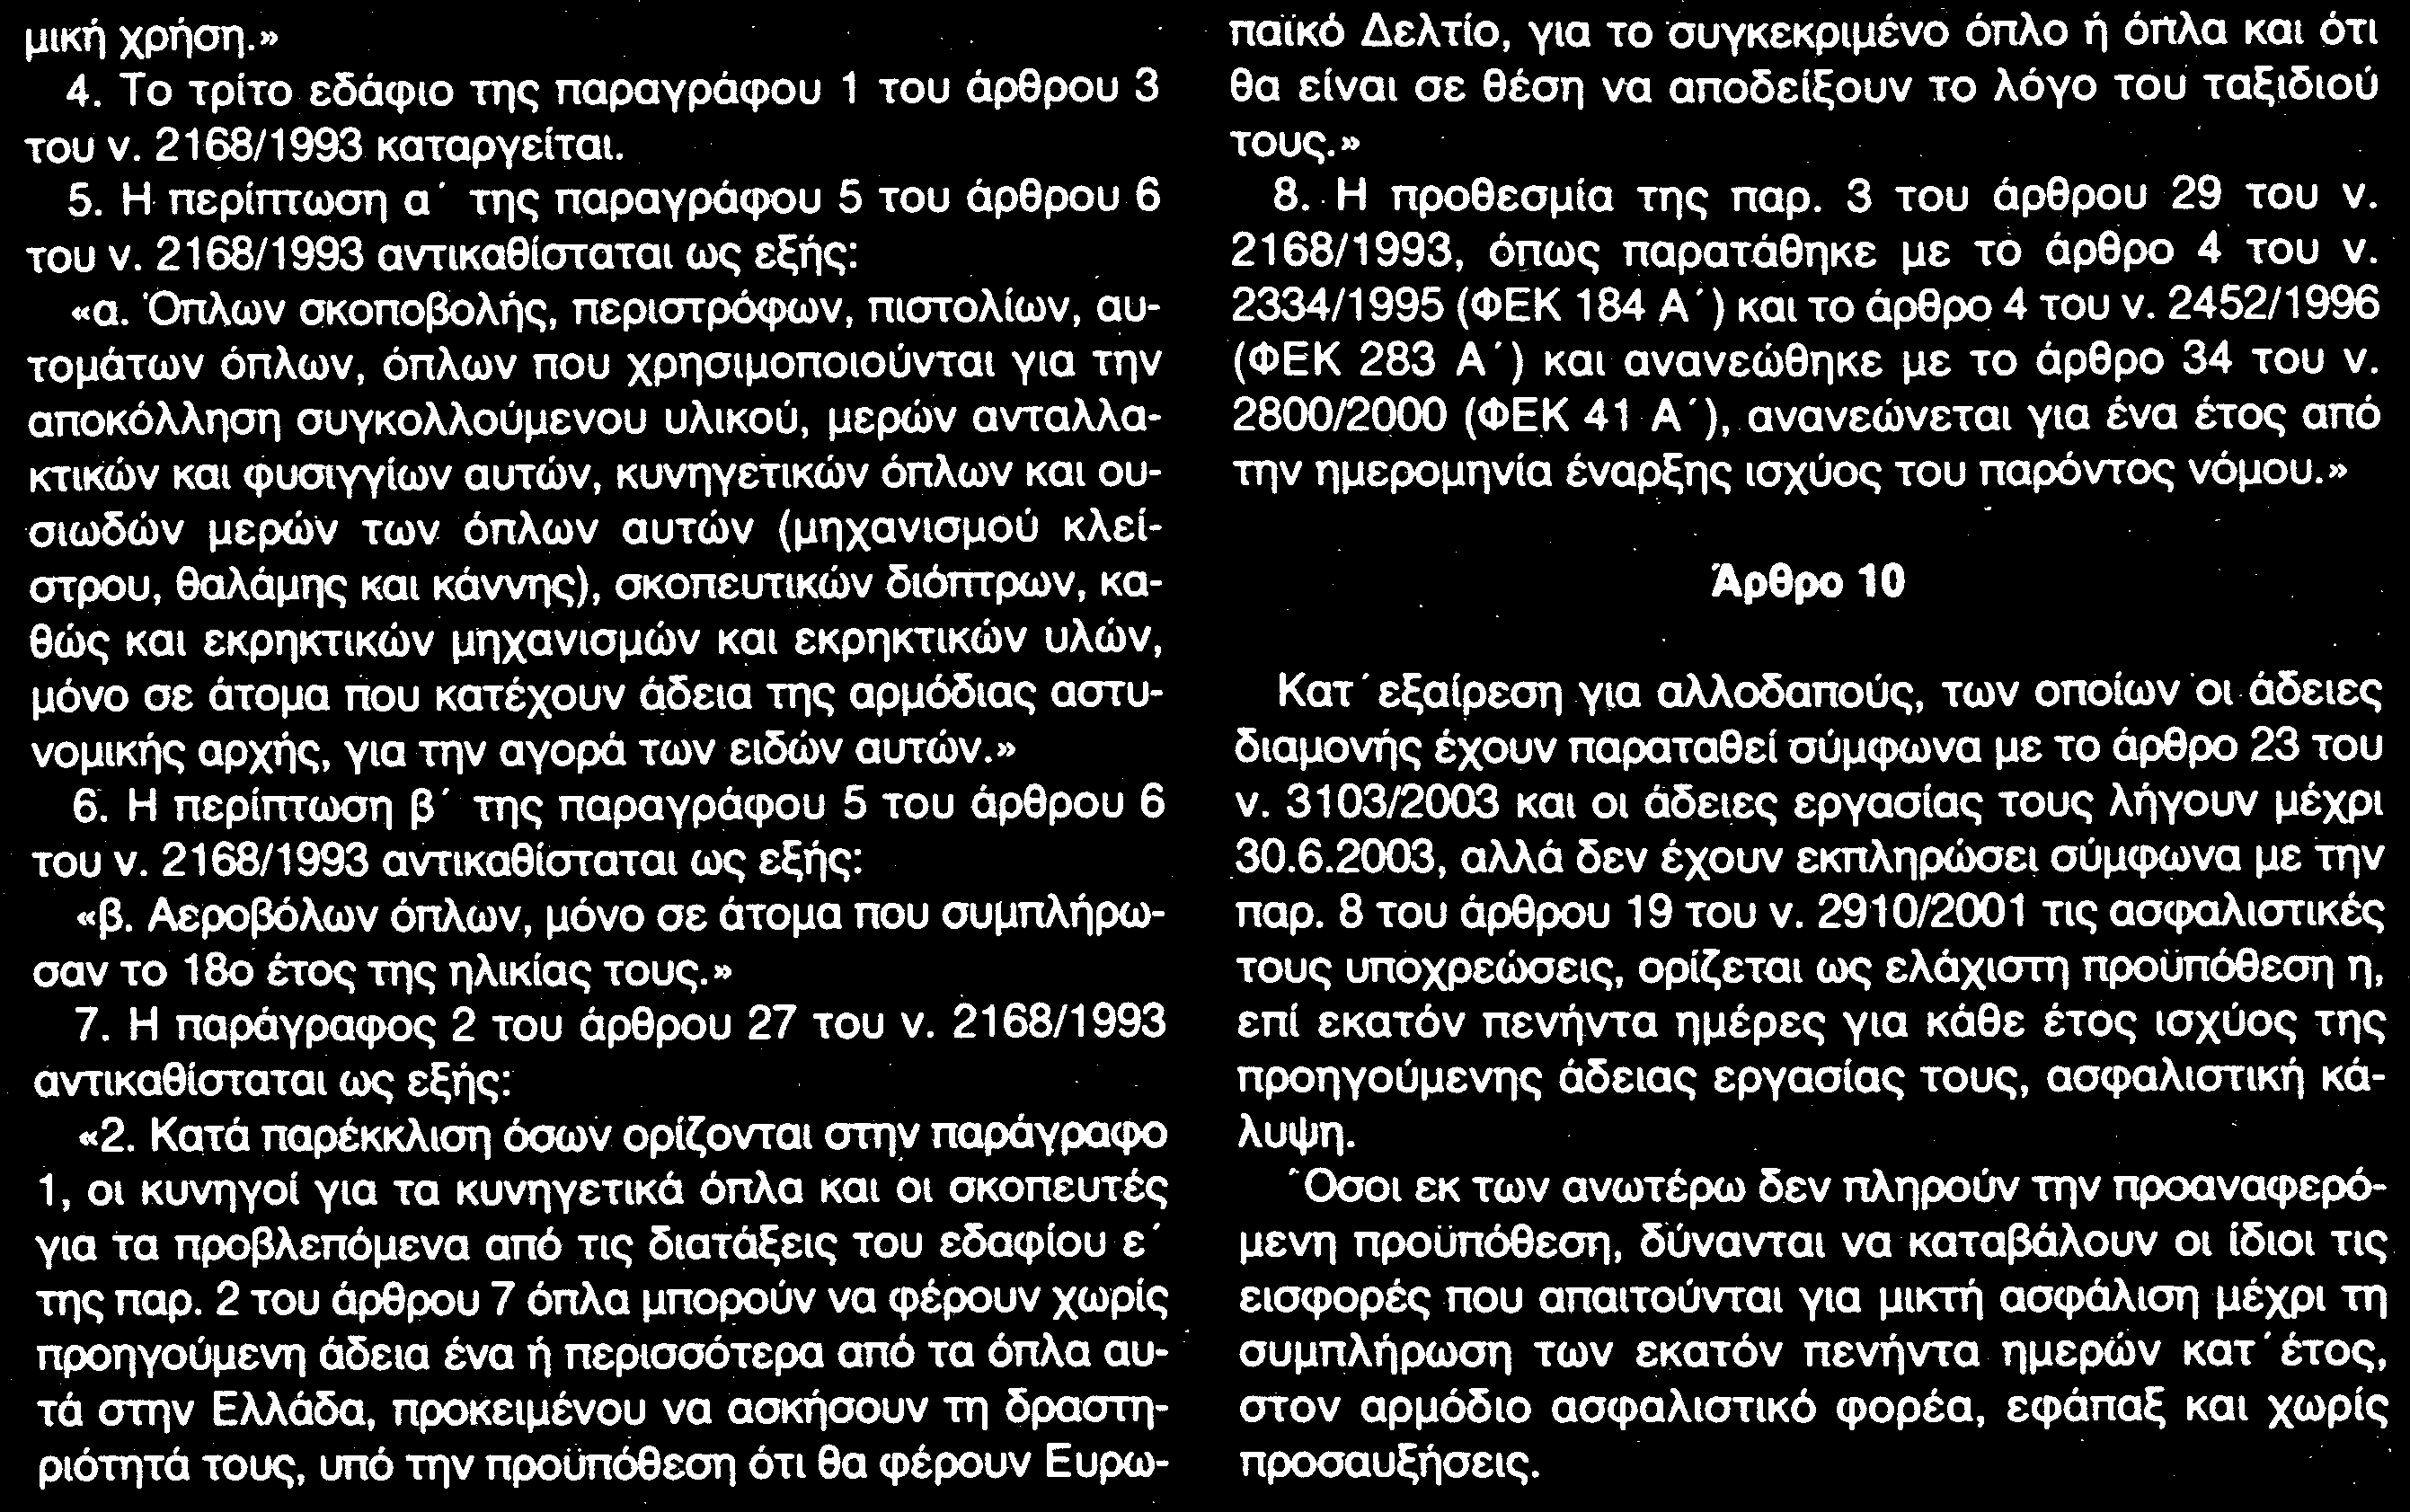 μική χρήση.»
4. Το τρίτο εδάφιο της παραγράφου 1 του άρθρου 3
του ν. 2168/1993 καταργείται.
5. Η περίπτωση α΄ της παραγράφου 5 του άρθρου 6
του ν. 2168/1993 αντικαθίσταται ως εξής:
«α. Όπλων σκοποβολής, περιστρόφων, πιστολίων, αυ-
τομάτων όπλων, όπλων που χρησιμοποιούνται για την
αποκόλληση συγκολλούμενου υλικού, μερών ανταλλα-
κτικών και φυσιγγίων αυτών, κυνηγετικών όπλων και ου-
σιωδών μερών των όπλων αυτών (μηχανισμού κλεί-
στρου, θαλάμης και κάννης), σκοπευτικών διόπτρων, κα-
θώς και εκρηκτικών μηχανισμών και εκρηκτικών υλών,
μόνο σε άτομα που κατέχουν άδεια της αρμόδιας αστυ-
νομικής αρχής, για την αγορά των ειδών αυτών.»
6. Η περίπτωση β΄ της παραγράφου 5 του άρθρου 6
του ν. 2168/1993 αντικαθίσταται ως εξής:
«β. Αεροβόλων όπλων, μόνο σε άτομα που συμπλήρω-
σαν το 18ο έτος της ηλικίας τους.»
7. Η παράγραφος 2 του άρθρου 27 του ν. 2168/1993
αντικαθίσταται ως εξής:
«2. Κατά παρέκκλιση όσων ορίζονται στην παράγραφο
1, οι κυνηγοί για τα κυνηγετικά όπλα και οι σκοπευτές
για τα προβλεπόμενα από τις διατάξεις του εδαφίου ε΄
της παρ. 2 του άρθρου 7 όπλα μπορούν να φέρουν χωρίς
προηγούμενη άδεια ένα ή περισσότερα από τα όπλα αυ-
τά στην Ελλάδα, προκειμένου να ασκήσουν τη δραστη-
ριότητά τους, υπό την προϋπόθεση ότι θα φέρουν Ευρω-
παϊκό Δελτίο, για το συγκεκριμένο όπλο ή όπλα και ότι
θα είναι σε θέση να αποδείξουν το λόγο του ταξιδιού
τους.»
8. Η προθεσμία της παρ. 3 του άρθρου 29 του ν.
2168/1993, όπως παρατάθηκε με το άρθρο 4 του ν.
2334/1995 (ΦΕΚ 184 Α΄) και το άρθρο 4 του ν. 2452/1996
(ΦΕΚ 283 Α΄) και ανανεώθηκε με το άρθρο 34 του ν.
2800/2000 (ΦΕΚ 41 Α΄), ανανεώνεται για ένα έτος από
την ημερομηνία έναρξης ισχύος του παρόντος νόμου.»
Άρθρο 10
Κατ΄ εξαίρεση για αλλοδαπούς, των οποίων οι άδειες
διαμονής έχουν παραταθεί σύμφωνα με το άρθρο 23 του
ν. 3103/2003 και οι άδειες εργασίας τους λήγουν μέχρι
30.6.2003, αλλά δεν έχουν εκπληρώσει σύμφωνα με την
παρ. 8 του άρθρου 19 του ν. 2910/2001 τις ασφαλιστικές
τους υποχρεώσεις, ορίζεται ως ελάχιστη προϋπόθεση η,
επί εκατόν πενήντα ημέρες για κάθε έτος ισχύος της
προηγούμενης άδειας εργασίας τους, ασφαλιστική κά-
λυψη.
Όσοι εκ των ανωτέρω δεν πληρούν την προαναφερό-
μενη προϋπόθεση, δύνανται να καταβάλουν οι ίδιοι τις
εισφορές που απαιτούνται για μικτή ασφάλιση μέχρι τη
συμπλήρωση των εκατόν πενήντα ημερών κατ΄ έτος,
στον αρμόδιο ασφαλιστικό φορέα, εφάπαξ και χωρίς
προσαυξήσεις.